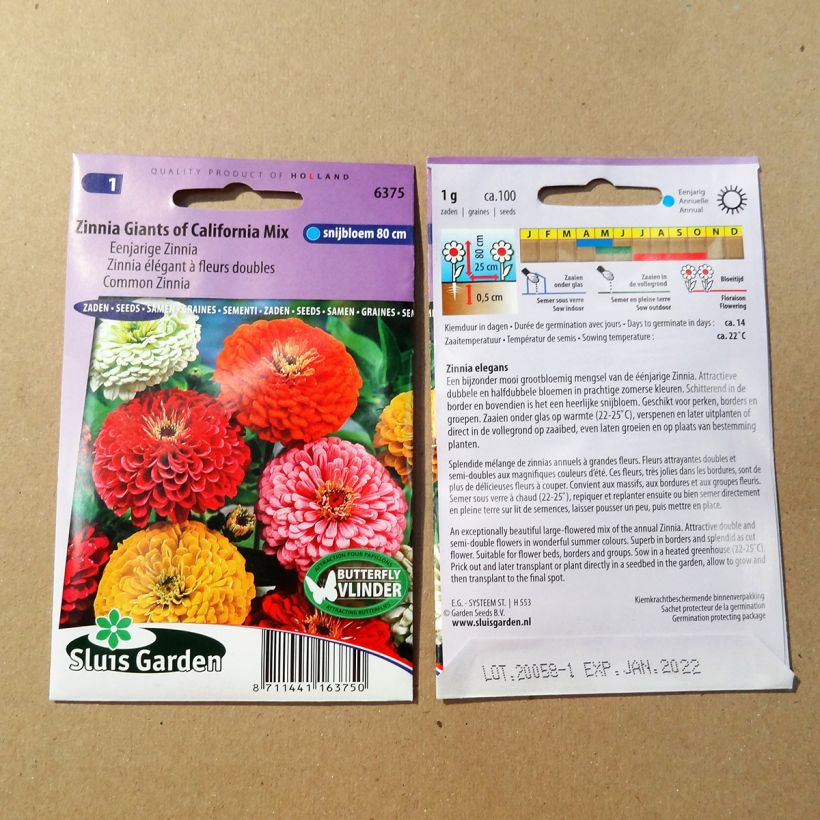 QUALITY PRODUCT OF HOLLAND
1
6375
Zinnia Giants of California Mix
snijbloem 80 cm
Eenjarige Zinnia
Zinnia élégant à fleurs doubles
Common Zinnia
ZADEN • SEEDS • SAMEN • GRAINES • SEMENTI • ZADEN • SEEDS • SAMEN • GRAINES • SEM
ACTION POUR PAPILLONS
BUTTERFLY
VLINDER
ATTRACTING BUTTERFLIES
Sluis Garden
8 711441 163750
1 g
ca.100
zaden | graines | seeds
Eenjarig
Annuelle
Annual
J F M A M J J A S O N D
80 cm
25 cm
0,5 cm
Zaaien
onder glas
Semer sous verre
Sow indoor
Zaaien in
de vollegrond
Semer en pleine terre
Sow outdoor
Bloeitijd
Floraison
Flowering
Kiemduur in dagen • Durée de germination avec jours • Days to germinate in days : ca. 14
Zaaitemperatuur • Températur de semis • Sowing temperature : ca. 22˚C
Zinnia elegans
Een bijzonder mooi grootbloemig mengsel van de éénjarige Zinnia. Attractieve
dubbele en halfdubbele bloemen in prachtige zomerse kleuren. Schitterend in de
border en bovendien is het een heerlijke snijbloem. Geschikt voor perken, borders en
groepen. Zaaien onder glas op warmte (22-25˚C), verspenen en later uitplanten of
direct in de vollegrond op zaaibed, even laten groeien en op plaats van bestemming
planten.
Splendide mélange de zinnias annuels à grandes fleurs. Fleurs attrayantes doubles et
semi-doubles aux magnifiques couleurs d'été. Ces fleurs, très jolies dans les bordures, sont de
plus de délicieuses fleurs à couper. Convient aux massifs, aux bordures et aux groupes fleuris.
Semer sous verre à chaud (22-25˚), repiquer et replanter ensuite ou bien semer directement
en pleine terre sur lit de semences, laisser pousser un peu, puis mettre en place.
An exceptionally beautiful large-flowered mix of the annual Zinnia. Attractive double and
semi-double flowers in wonderful summer colours. Superb in borders and splendid as cut
flower. Suitable for flower beds, borders and groups. Sow in a heated greenhouse (22-25˚C).
Prick out and later transplant or plant directly in a seedbed in the garden, allow to grow and
then transplant to the final spot.
E.G. - SYSTEEM ST. | H 553
© Garden Seeds B.V.
www.sluisgarden.nl
Kiemkrachtbeschermende binnenverpakking
Sachet protecteur de la germination
Germination protecting package
LOT.20058-1 EXP.JAN.2022